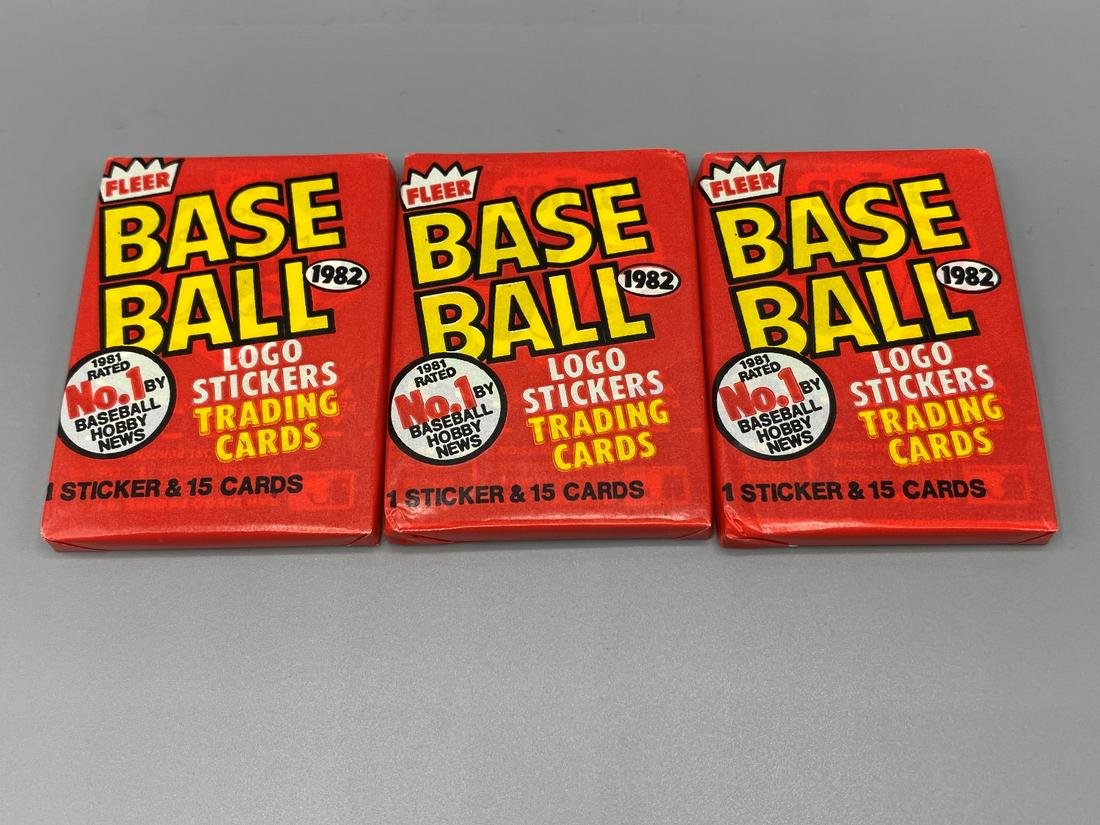 FLEER
BASE
BALL
1982
1981
RATED
No.1 BY
BASEBALL
HOBBY
NEWS
LOGO
STICKERS
TRADING
CARDS
1 STICKER & 15 CARDS
FLEER
BASE
BALL
1982
1981
RATED
No.1 BY
BASEBALL
HOBBY
NEWS
LOGO
STICKERS
TRADING
CARDS
1 STICKER & 15 CARDS
FLEER
BASE
BALL
1982
1981
RATED
No.1 BY
BASEBALL
HOBBY
NEWS
LOGO
STICKERS
TRADING
CARDS
1 STICKER & 15 CARDS